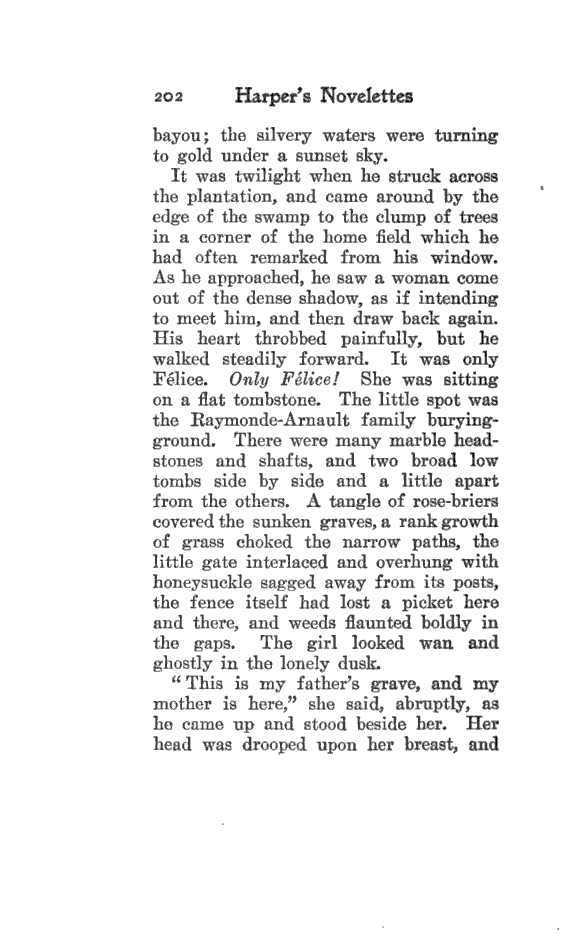 202 Harper's Novelettes
bayou; the silvery waters were turning
to gold under a sunset sky.
It was twilight when he struck across
the plantation, and came around by the
edge of the swamp to the clump of trees
in a corner of the home field which he
had often remarked from his window.
As he approached, he saw a woman come
out of the dense shadow, as if intending
to meet him, and then draw back again.
His heart throbbed painfully, but he
walked steadily forward. It was only
Félice. Only Félice! She was sitting
on a flat tombstone. The little spot was
the Raymonde-Arnault family burying-
ground. There were many marble head-
stones and shafts, and two broad low
tombs side by side and a little apart
from the others. A tangle of rose-briers
covered the sunken graves, a rank growth
of grass choked the narrow paths, the
little gate interlaced and overhung with
honeysuckle sagged away from its posts,
the fence itself had lost a picket here
and there, and weeds flaunted boldly in
the gaps. The girl looked wan and
ghostly in the lonely dusk.
"This is my father's grave, and my
mother is here," she said, abruptly, as
he came up and stood beside her. Her
head was drooped upon her breast, and